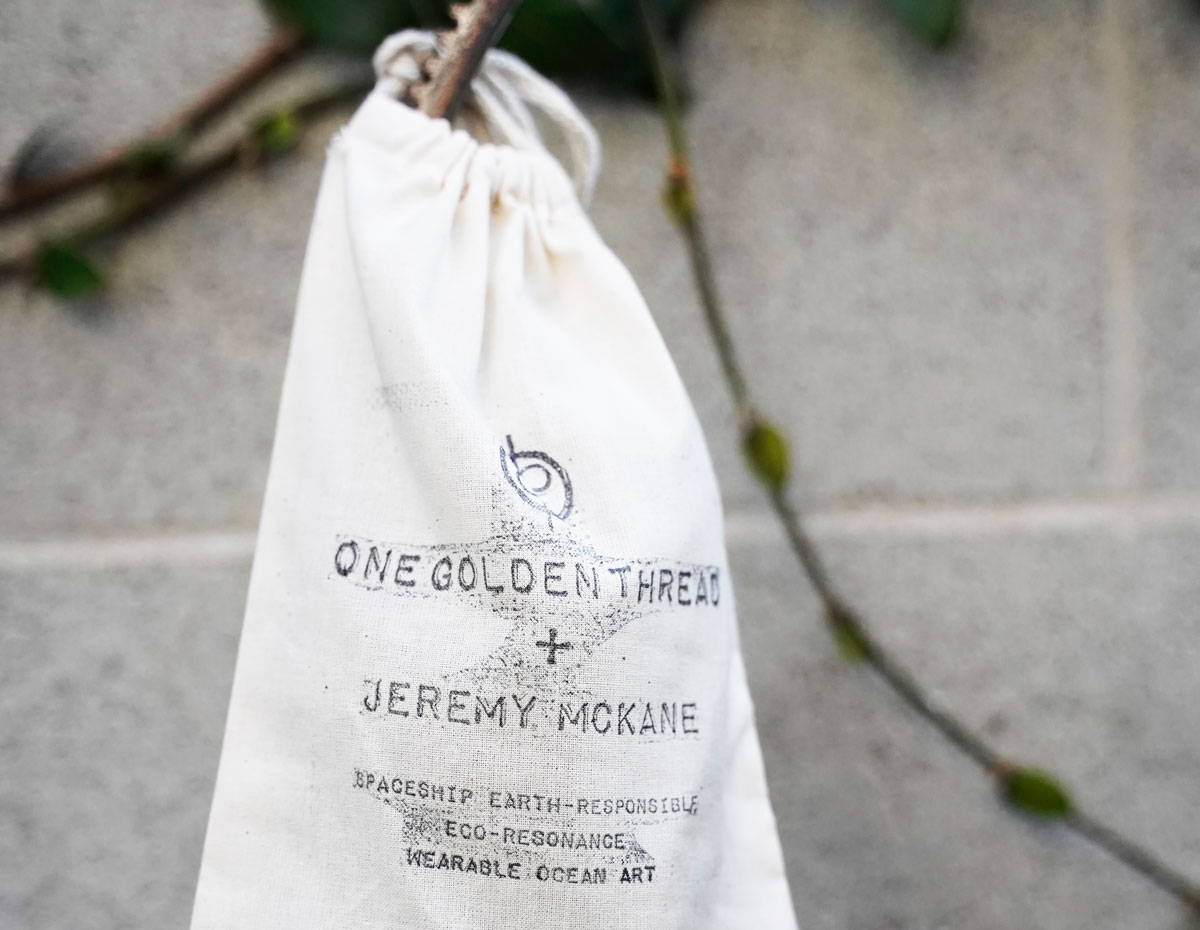 ONE GOLDEN THREAD
+
JEREMY MCKANE
SPACESHIP EARTH-RESPONSIBLE
ECO-RESONANCE
WEARABLE OCEAN ART